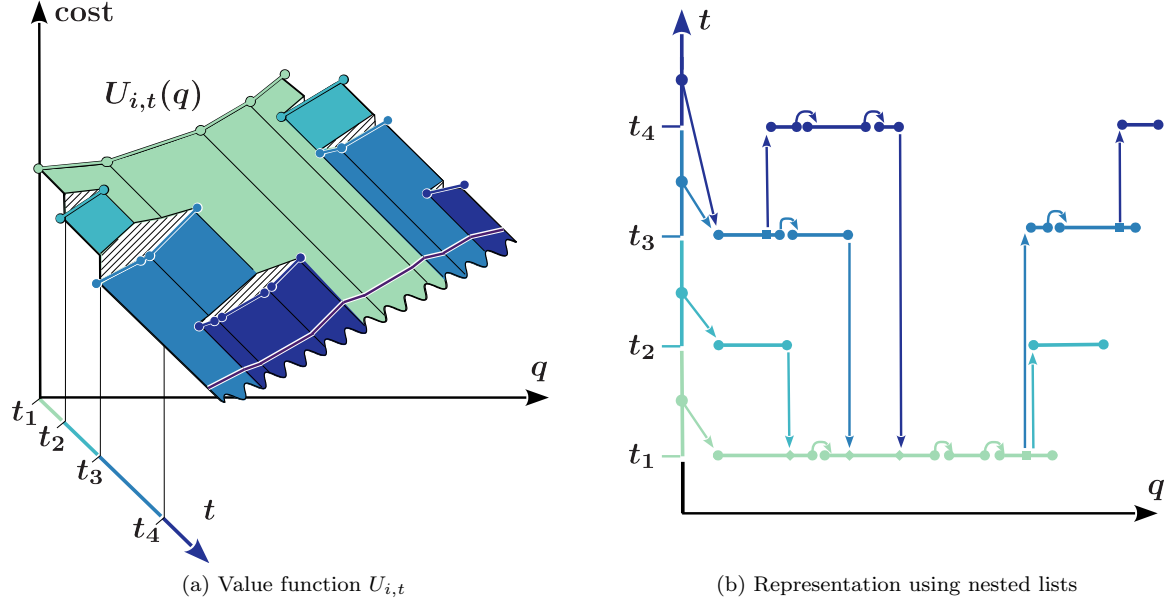 cost
U_{i,t}(q)
q
t_1
t_2
t_3
t_4
t
(a) Value function U_{i,t}
t
t_4
t_3
t_2
t_1
q
(b) Representation using nested lists